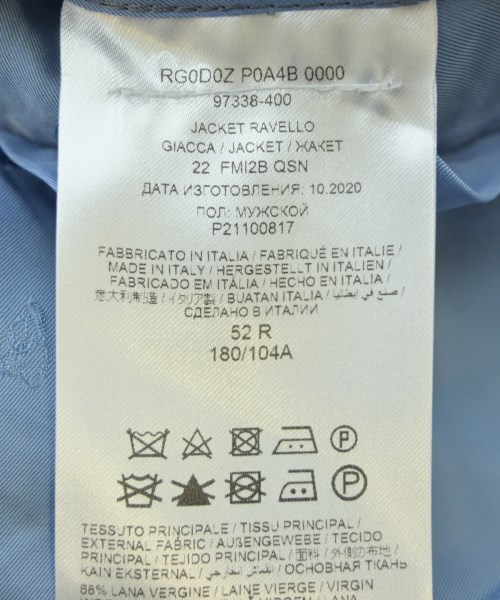 RG0D0Z P0A4B 0000
97338-400
JACKET RAVELLO
GIACCA / JACKET / ЖАКЕТ
22 FMI2B QSN
ДАТА ИЗГОТОВЛЕНИЯ: 10.2020
ПОЛ: МУЖСКОЙ
P21100817
FABBRICATO IN ITALIA / FABRIQUÉ EN ITALIE /
MADE IN ITALY / HERGESTELLT IN ITALIEN /
FABRICADO EM ITÁLIA / HECHO EN ITALIA /
意大利制造 / イタリア製 / BUATAN ITALIA / صنع في إيطاليا /
СДЕЛАНО В ИТАЛИИ
52 R
180/104A
P
P
TESSUTO PRINCIPALE / TISSU PRINCIPAL /
EXTERNAL FABRIC / AUßENGEWEBE / TECIDO
PRINCIPAL / TEJIDO PRINCIPAL / 面料 / 外側の布地 /
KAIN EKSTERNAL / قماش خارجي / ОСНОВНАЯ ТКАНЬ
LANA VERGINE / LAINE VIERGE / VIRGIN